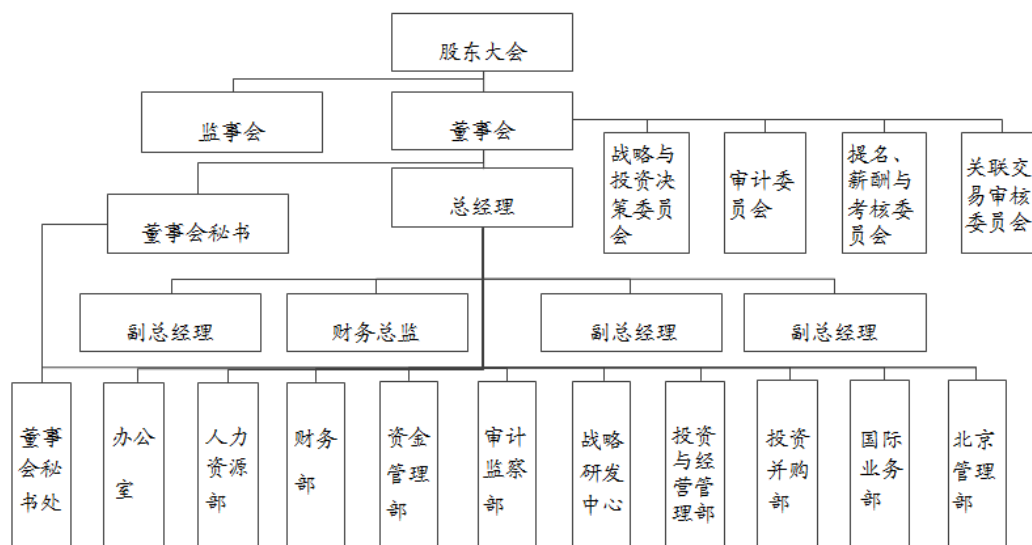 股东大会
监事会
董事会
战略与
投资决
策委员
会
审计委
员会
提名、
薪酬与
考核委
员会
关联交
易审核
委员会
董事会秘书
总经理
副总经理
财务总监
副总经理
副总经理
董事
会秘
书处
办公
室
人力
资源
部
财务
部
资金
管理
部
审计
监察
部
战略
研发
中心
投资
与经
营管
理部
投资
并购
部
国际
业务
部
北京
管理
部